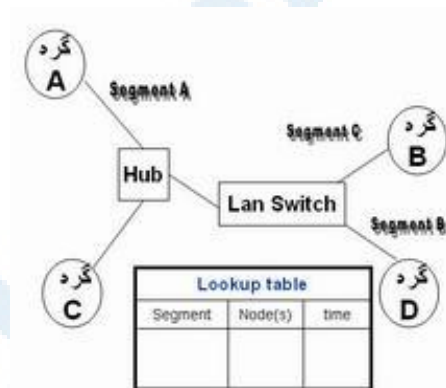 گره
A
Segment A
Segment C
گره
B
Hub
Lan Switch
Segment B
گره
C
گره
D
Lookup table
Segment Node(s) time